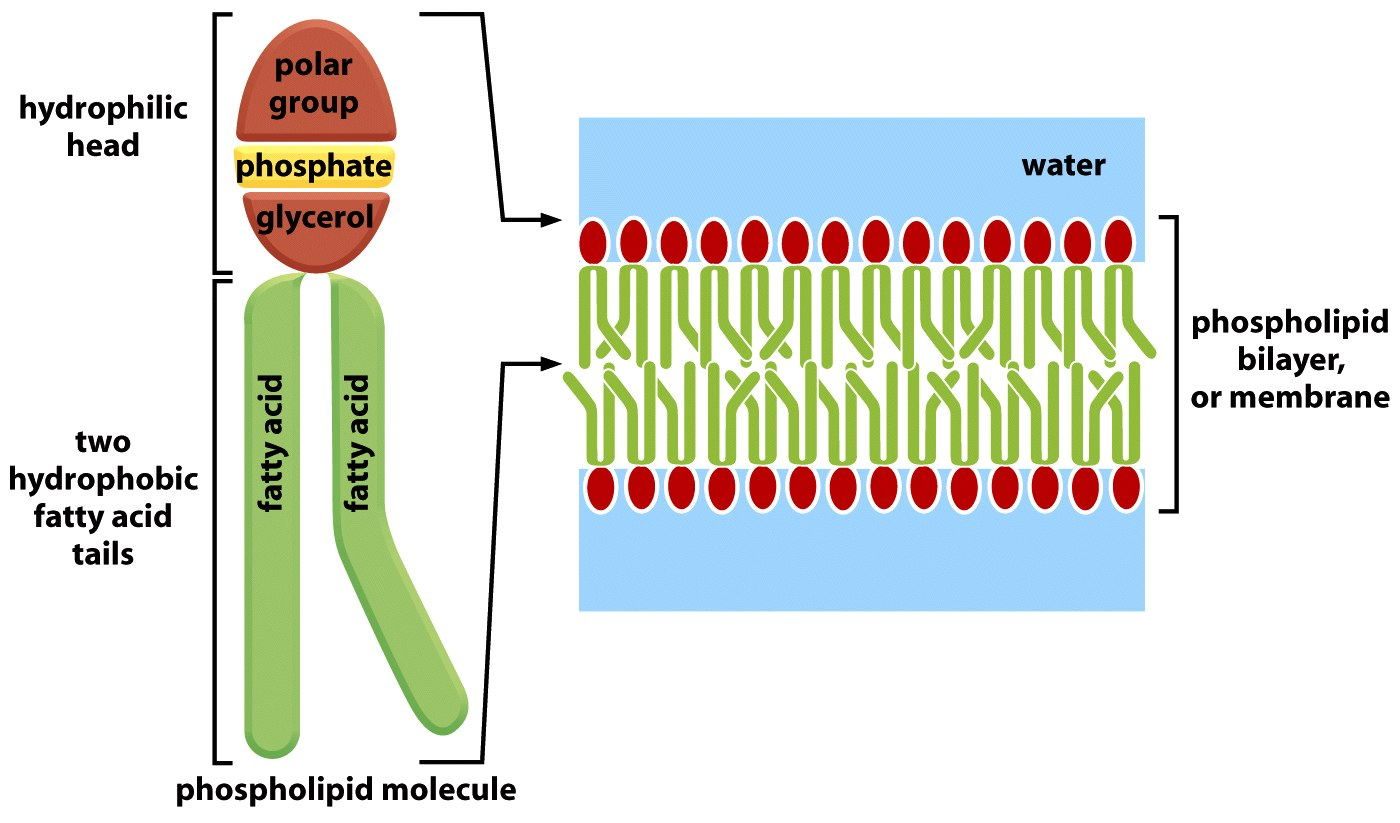 hydrophilic
head
polar
group
phosphate
glycerol
two
hydrophobic
fatty acid
tails
fatty acid
fatty acid
phospholipid molecule
water
phospholipid
bilayer,
or membrane